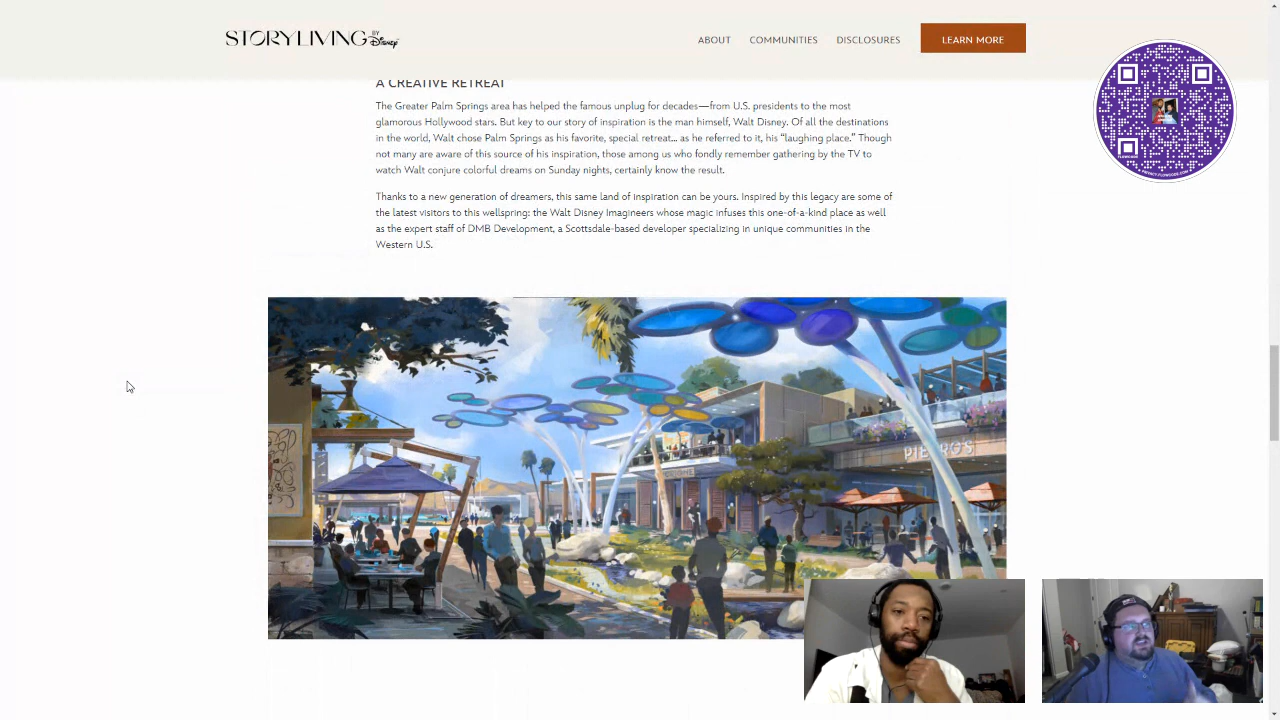 STORYLIVING BY Disney
ABOUT COMMUNITIES DISCLOSURES LEARN MORE
A CREATIVE RETREAT
The Greater Palm Springs area has helped the famous unplug for decades—from U.S. presidents to the most
glamorous Hollywood stars. But key to our story of inspiration is the man himself, Walt Disney. Of all the destinations
in the world, Walt chose Palm Springs as his favorite, special retreat... as he referred to it, his “laughing place.” Though
not many are aware of this source of his inspiration, those among us who fondly remember gathering by the TV to
watch Walt conjure colorful dreams on Sunday nights, certainly know the result.
Thanks to a new generation of dreamers, this same land of inspiration can be yours. Inspired by this legacy are some of
the latest visitors to this wellspring: the Walt Disney Imagineers whose magic infuses this one-of-a-kind place as well
as the expert staff of DMB Development, a Scottsdale-based developer specializing in unique communities in the
Western U.S.